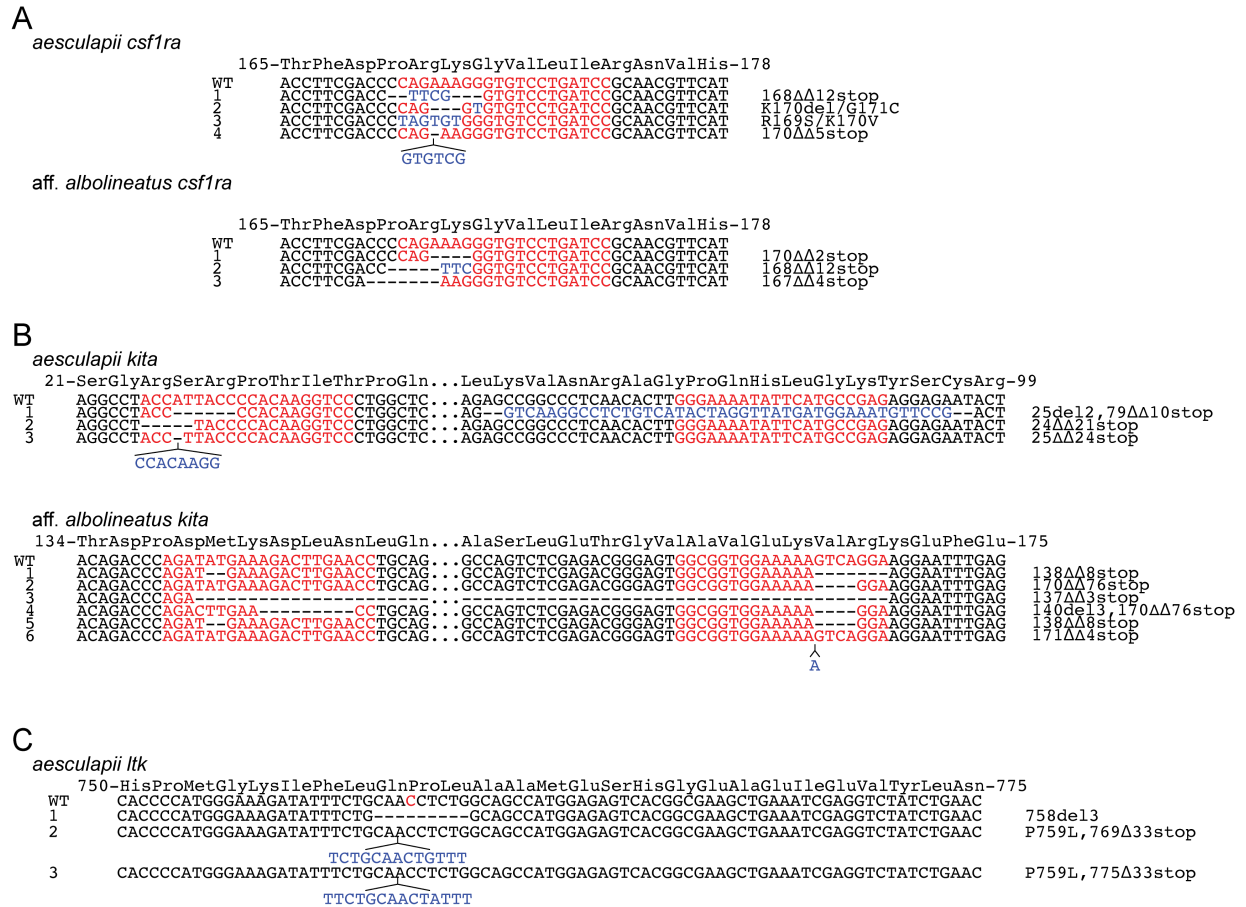 A
aesculapii csf1ra
165-ThrPheAspProArgLysGlyValLeuIleArgAsnValHis-178
WT ACCTTCGACCCCAGAAAGGGTGTCCTGATCCGCAACGTTCAT
1 ACCTTCGACC--TTCG---GTGTCCTGATCCGCAACGTTCAT 168ΔΔ12stop
2 ACCTTCGACCCCAG---GTGTGTCCTGATCCGCAACGTTCAT K170del/G171C
3 ACCTTCGACCCTAGTGTGGGTGTCCTGATCCGCAACGTTCAT R169S/K170V
4 ACCTTCGACCCCAG-AAGGGTGTCCTGATCCGCAACGTTCAT 170ΔΔ5stop
GTGTCG
aff. albolineatus csf1ra
165-ThrPheAspProArgLysGlyValLeuIleArgAsnValHis-178
WT ACCTTCGACCCCAGAAAGGGTGTCCTGATCCGCAACGTTCAT
1 ACCTTCGACCCCAG----GGTGTCCTGATCCGCAACGTTCAT 170ΔΔ2stop
2 ACCTTCGACC-----TTCGGTGTCCTGATCCGCAACGTTCAT 168ΔΔ12stop
3 ACCTTCGA-------AAGGGTGTCCTGATCCGCAACGTTCAT 167ΔΔ4stop
B
aesculapii kita
21-SerGlyArgSerArgProThrIleThrProGln...LeuLysValAsnArgAlaGlyProGlnHisLeuGlyLysTyrSerCysArg-99
WT AGGCCTACCATTACCCCACAAGGTCCCCTGGCTC...AGAGCCGGCCCTCAACACTTGGGAAAATATTCATGCCGAGAGGAGAATACT
1 AGGCCTACC------CCACAAGGTCCCCTGGCTC...AG--GTCAAGGCCTCTGTCATACTAGGTTATGATGGAAATGTTCCG--ACT 25del2,79ΔΔ10stop
2 AGGCCT-----TACCCCACAAGGTCCCCTGGCTC...AGAGCCGGCCCTCAACACTTGGGAAAATATTCATGCCGAGAGGAGAATACT 24ΔΔ21stop
3 AGGCCTACC-TTACCCCACAAGGTCCCCTGGCTC...AGAGCCGGCCCTCAACACTTGGGAAAATATTCATGCCGAGAGGAGAATACT 25ΔΔ24stop
CCACAAGG
aff. albolineatus kita
134-ThrAspProAspMetLysAspLeuAsnLeuGln...AlaSerLeuGluThrGlyValAlaValGluLysValArgLysGluPheGlu-175
WT ACAGACCCAGATATGAAAGACTTGAACCTGCAG...GCCAGTCTCGAGACGGGAGTGGCGGTGGAAAAAGTCAGGAAGGAATTTGAG
1 ACAGACCCAGAT--GAAAGACTTGAACCTGCAG...GCCAGTCTCGAGACGGGAGTGGCGGTGGAAAAA-------AGGAATTTGAG 138ΔΔ8stop
2 ACAGACCCAGATATGAAAGACTTGAACCTGCAG...GCCAGTCTCGAGACGGGAGTGGCGGTGGAAAAA----GGAAGGAATTTGAG 170ΔΔ76stop
3 ACAGACCCAGA-----------------------------------------------------------------AGGAATTTGAG 137ΔΔ3stop
4 ACAGACCCAGACTTGAA---------CCTGCAG...GCCAGTCTCGAGACGGGAGTGGCGGTGGAAAAA----GGAAGGAATTTGAG 140del3,170ΔΔ76stop
5 ACAGACCCAGAT--GAAAGACTTGAACCTGCAG...GCCAGTCTCGAGACGGGAGTGGCGGTGGAAAAA----GGAAGGAATTTGAG 138ΔΔ8stop
6 ACAGACCCAGATATGAAAGACTTGAACCTGCAG...GCCAGTCTCGAGACGGGAGTGGCGGTGGAAAAAGTCAGGAAGGAATTTGAG 171ΔΔ4stop
A
C
aesculapii ltk
750-HisProMetGlyLysIlePheLeuGlnProLeuAlaAlaMetGluSerHisGlyGluAlaGluIleGluValTyrLeuAsn-775
WT CACCCCATGGGAAAGATATTTCTGCAACCTCTGGCAGCCATGGAGAGTCACGGCGAAGCTGAAATCGAGGTCTATCTGAAC
1 CACCCCATGGGAAAGATATTTCTG---------GCAGCCATGGAGAGTCACGGCGAAGCTGAAATCGAGGTCTATCTGAAC 758del3
2 CACCCCATGGGAAAGATATTTCTGCAACCTCTGGCAGCCATGGAGAGTCACGGCGAAGCTGAAATCGAGGTCTATCTGAAC P759L,769Δ33stop
TCTGCAACTGTTT
3 CACCCCATGGGAAAGATATTTCTGCAACCTCTGGCAGCCATGGAGAGTCACGGCGAAGCTGAAATCGAGGTCTATCTGAAC P759L,775Δ33stop
TTCTGCAACTATTT